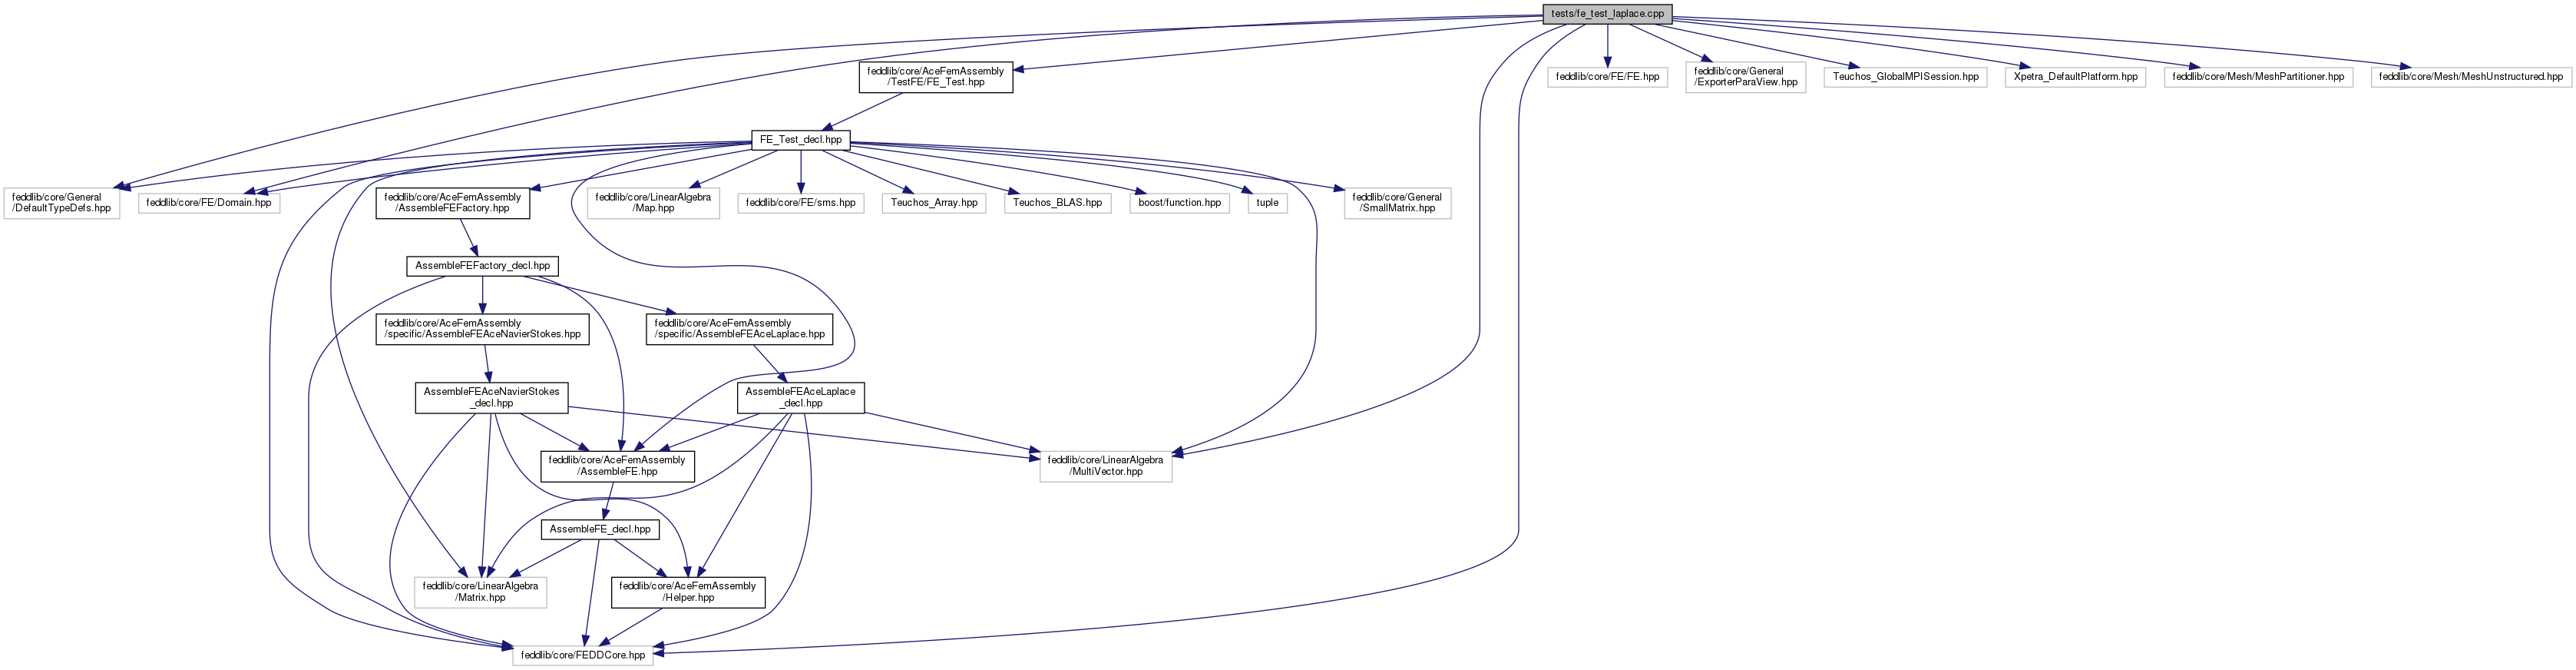 tests/fe_test_laplace.cpp
feddlib/core/AceFemAssembly
/TestFE/FE_Test.hpp
feddlib/core/FE/FE.hpp
feddlib/core/General
/ExporterParaView.hpp
Teuchos_GlobalMPISession.hpp
Xpetra_DefaultPlatform.hpp
feddlib/core/Mesh/MeshPartitioner.hpp
feddlib/core/Mesh/MeshUnstructured.hpp
FE_Test_decl.hpp
feddlib/core/General
/DefaultTypeDefs.hpp
feddlib/core/FE/Domain.hpp
feddlib/core/AceFemAssembly
/AssembleFEFactory.hpp
feddlib/core/LinearAlgebra
/Map.hpp
feddlib/core/FE/sms.hpp
Teuchos_Array.hpp
Teuchos_BLAS.hpp
boost/function.hpp
tuple
feddlib/core/General
/SmallMatrix.hpp
AssembleFEFactory_decl.hpp
feddlib/core/AceFemAssembly
/specific/AssembleFEAceNavierStokes.hpp
feddlib/core/AceFemAssembly
/specific/AssembleFEAceLaplace.hpp
AssembleFEAceNavierStokes
_decl.hpp
AssembleFEAceLaplace
_decl.hpp
feddlib/core/AceFemAssembly
/AssembleFE.hpp
feddlib/core/LinearAlgebra
/MultiVector.hpp
AssembleFE_decl.hpp
feddlib/core/LinearAlgebra
/Matrix.hpp
feddlib/core/AceFemAssembly
/Helper.hpp
feddlib/core/FEDDCore.hpp